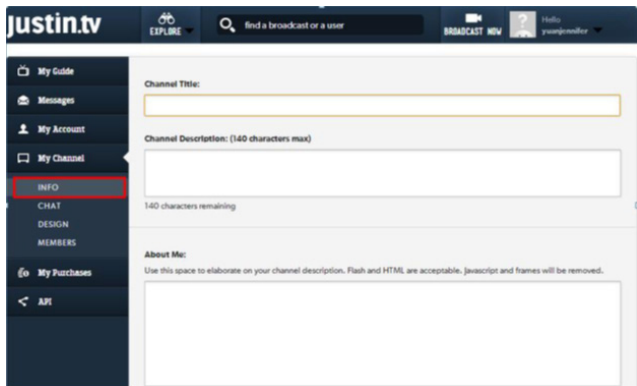 Justin.tv
EXPLORE
find a broadcast or a user
BROADCAST NOW
Hello
yuanjennifer
My Guide
Messages
My Account
My Channel
INFO
CHAT
DESIGN
MEMBERS
My Purchases
API
Channel Title:
Channel Description: (140 characters max)
140 characters remaining
About Me:
Use this space to elaborate on your channel description. Flash and HTML are acceptable. Javascript and frames will be removed.